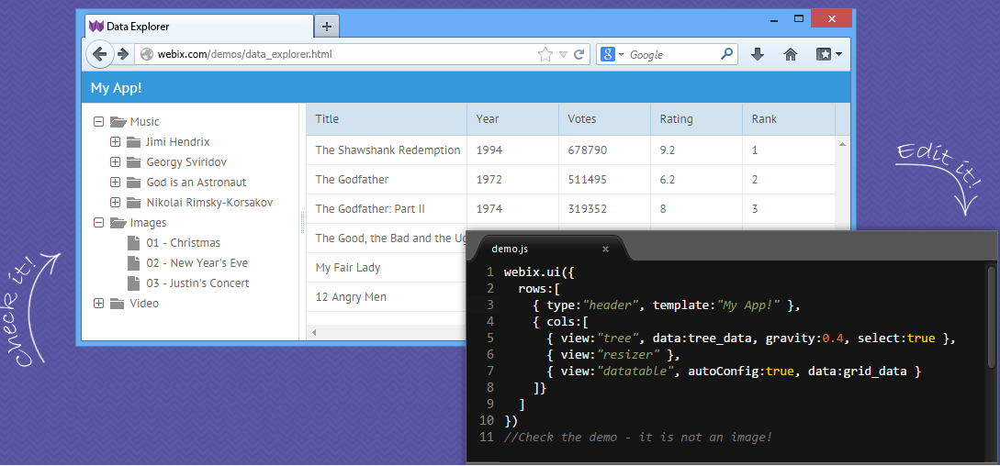 Data Explorer
webix.com/demos/data_explorer.html
Google
My App!
Music
Jimi Hendrix
Georgy Sviridov
God is an Astronaut
Nikolai Rimsky-Korsakov
Images
01 - Christmas
02 - New Year's Eve
03 - Justin's Concert
Video
Title Year Votes Rating Rank
The Shawshank Redemption 1994 678790 9.2 1
The Godfather 1972 511495 6.2 2
The Godfather: Part II 1974 319352 8 3
The Good, the Bad and the Ug
My Fair Lady
12 Angry Men
check it!
Edit it!
demo.js
1 webix.ui({
2 rows:[
3 { type:"header", template:"My App!" },
4 { cols:[
5 { view:"tree", data:tree_data, gravity:0.4, select:true },
6 { view:"resizer" },
7 { view:"datatable", autoConfig:true, data:grid_data }
8 ]}
9 ]
10 })
11 //Check the demo - it is not an image!